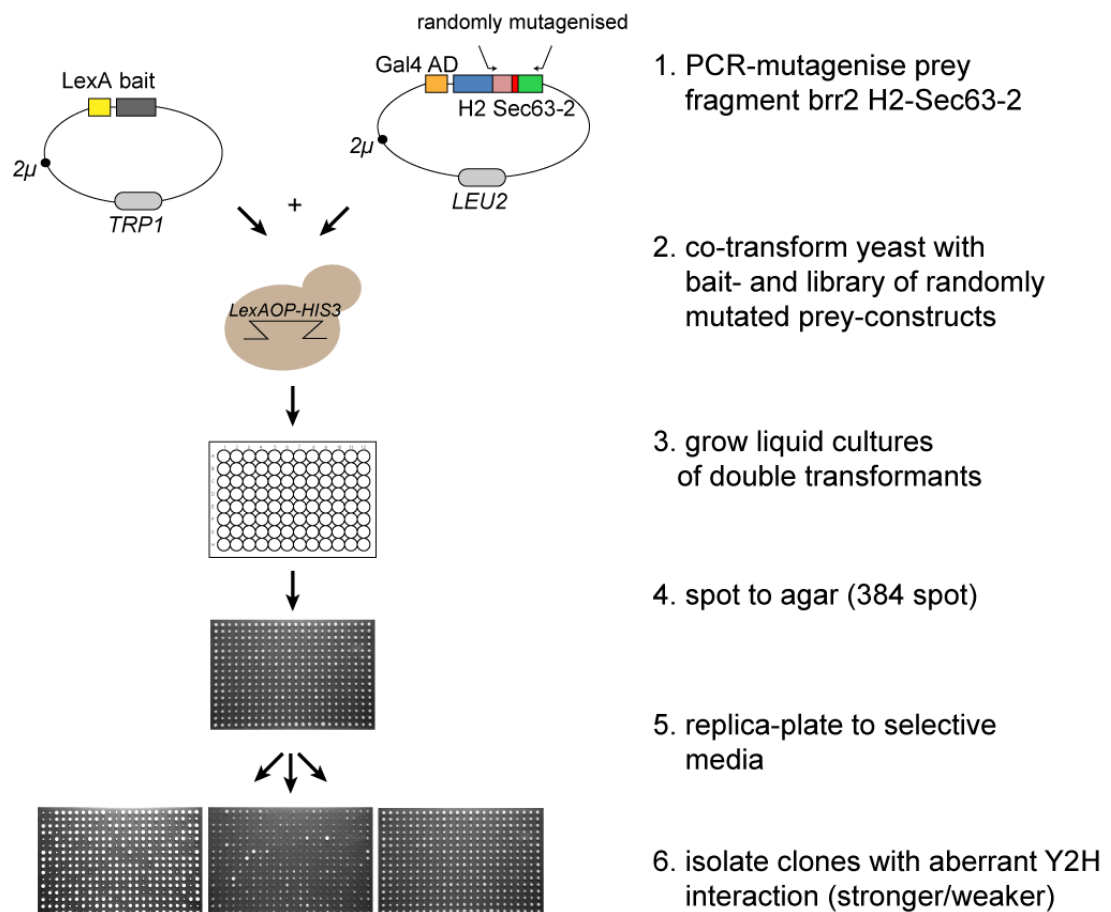 randomly mutagenised
LexA bait
Gal4 AD
H2 Sec63-2
2μ
2μ
TRP1
LEU2
+
LexAOP-HIS3
1. PCR-mutagenise prey
fragment brr2 H2-Sec63-2
2. co-transform yeast with
bait- and library of randomly
mutated prey-constructs
3. grow liquid cultures
of double transformants
4. spot to agar (384 spot)
5. replica-plate to selective
media
6. isolate clones with aberrant Y2H
interaction (stronger/weaker)